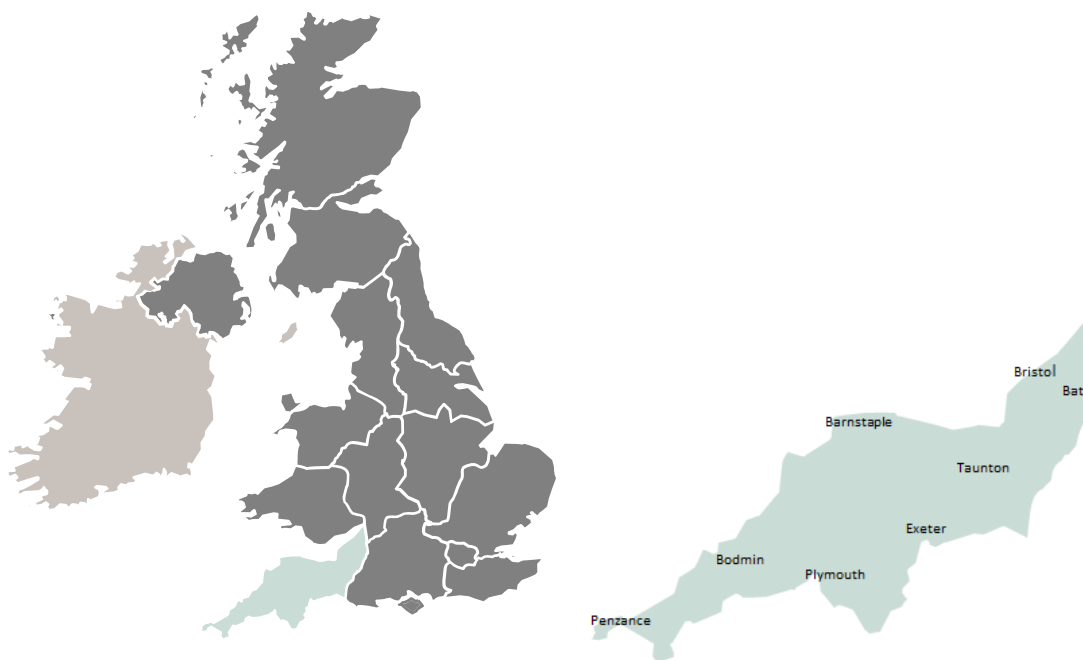 Bristol
Bat
Barnstaple
Taunton
Exeter
Bodmin
Plymouth
Penzance